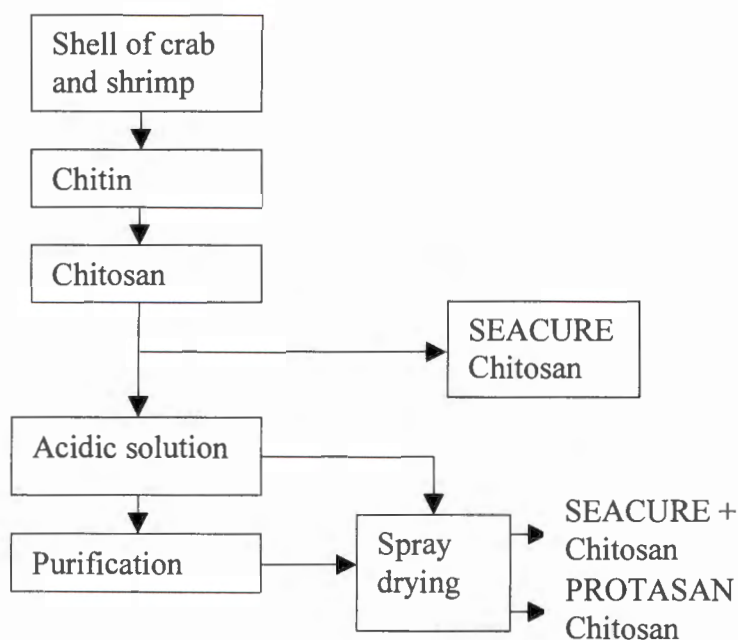 Shell of crab
and shrimp
Chitin
Chitosan
SEACURE
Chitosan
Acidic solution
Purification
Spray
drying
SEACURE +
Chitosan
PROTASAN
Chitosan